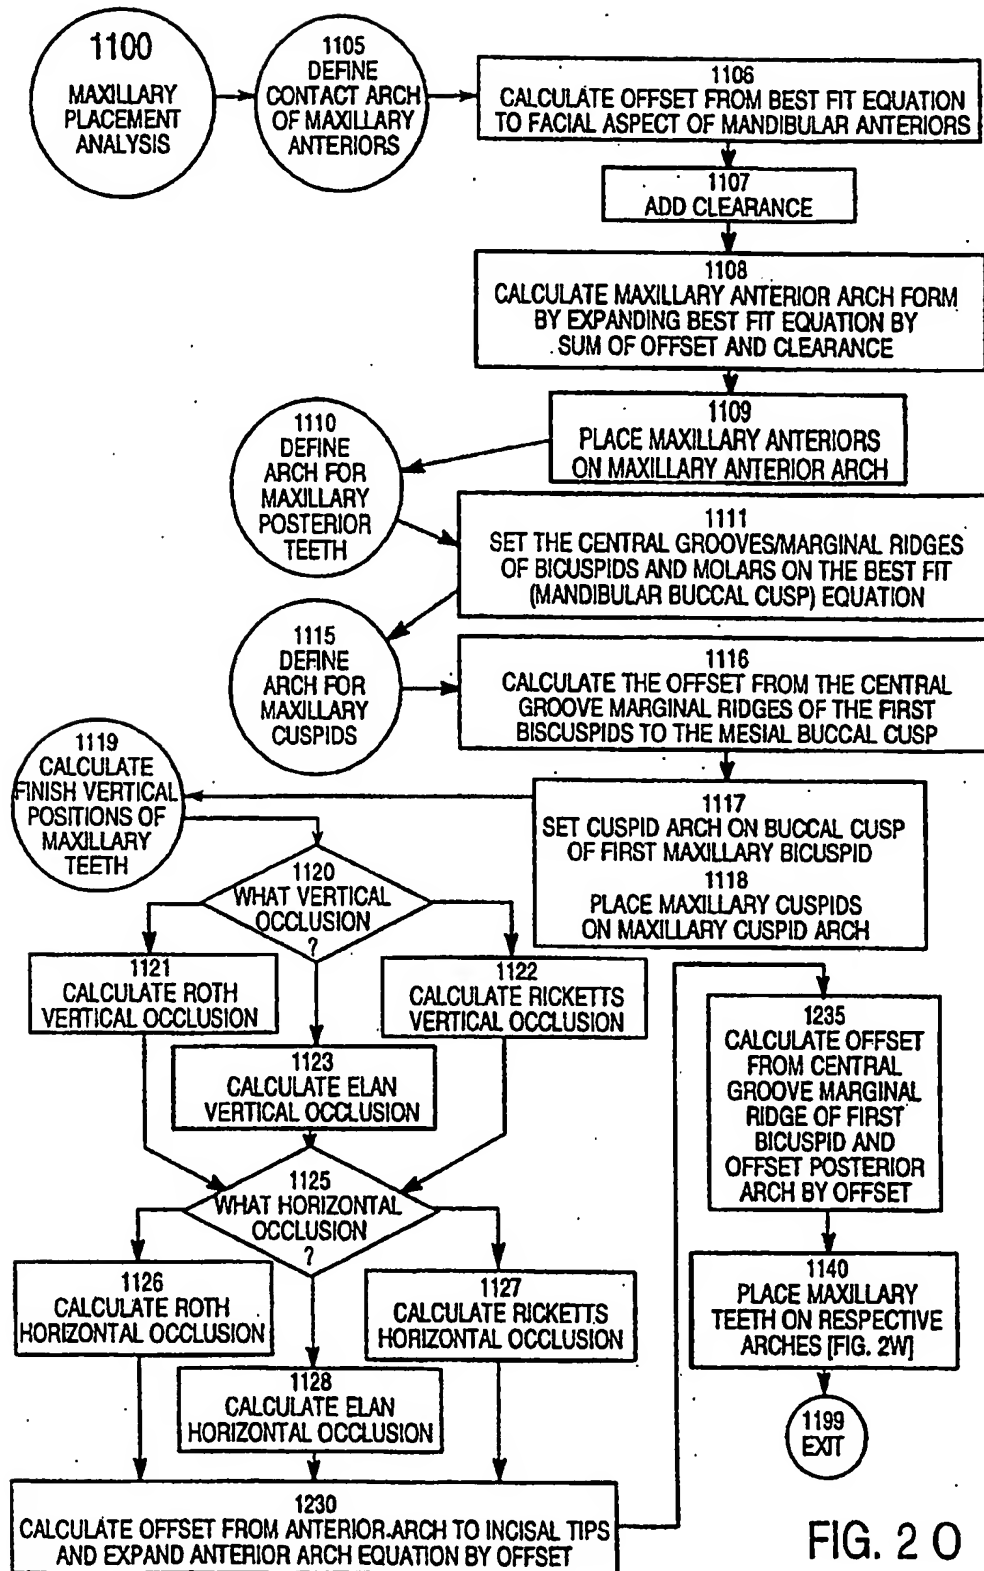 1100
MAXILLARY
PLACEMENT
ANALYSIS
1105
DEFINE
CONTACT ARCH
OF MAXILLARY
ANTERIORS
1106
CALCULATE OFFSET FROM BEST FIT EQUATION
TO FACIAL ASPECT OF MANDIBULAR ANTERIORS
1107
ADD CLEARANCE
1108
CALCULATE MAXILLARY ANTERIOR ARCH FORM
BY EXPANDING BEST FIT EQUATION BY
SUM OF OFFSET AND CLEARANCE
1109
PLACE MAXILLARY ANTERIORS
ON MAXILLARY ANTERIOR ARCH
1110
DEFINE
ARCH FOR
MAXILLARY
POSTERIOR
TEETH
1111
SET THE CENTRAL GROOVES/MARGINAL RIDGES
OF BICUSPIDS AND MOLARS ON THE BEST FIT
(MANDIBULAR BUCCAL CUSP) EQUATION
1115
DEFINE
ARCH FOR
MAXILLARY
CUSPIDS
1116
CALCULATE THE OFFSET FROM THE CENTRAL
GROOVE MARGINAL RIDGES OF THE FIRST
BISCUSPIDS TO THE MESIAL BUCCAL CUSP
1117
SET CUSPID ARCH ON BUCCAL CUSP
OF FIRST MAXILLARY BICUSPID
1118
PLACE MAXILLARY CUSPIDS
ON MAXILLARY CUSPID ARCH
1119
CALCULATE
FINISH VERTICAL
POSITIONS OF
MAXILLARY
TEETH
1120
WHAT VERTICAL
OCCLUSION
?
1121
CALCULATE ROTH
VERTICAL OCCLUSION
1122
CALCULATE RICKETTS
VERTICAL OCCLUSION
1123
CALCULATE ELAN
VERTICAL OCCLUSION
1125
WHAT HORIZONTAL
OCCLUSION
?
1126
CALCULATE ROTH
HORIZONTAL OCCLUSION
1127
CALCULATE RICKETTS
HORIZONTAL OCCLUSION
1128
CALCULATE ELAN
HORIZONTAL OCCLUSION
1230
CALCULATE OFFSET FROM ANTERIOR-ARCH TO INCISAL TIPS
AND EXPAND ANTERIOR ARCH EQUATION BY OFFSET
1235
CALCULATE OFFSET
FROM CENTRAL
GROOVE MARGINAL
RIDGE OF FIRST
BICUSPID AND
OFFSET POSTERIOR
ARCH BY OFFSET
1140
PLACE MAXILLARY
TEETH ON RESPECTIVE
ARCHES [FIG. 2W]
1199
EXIT
FIG. 2 O